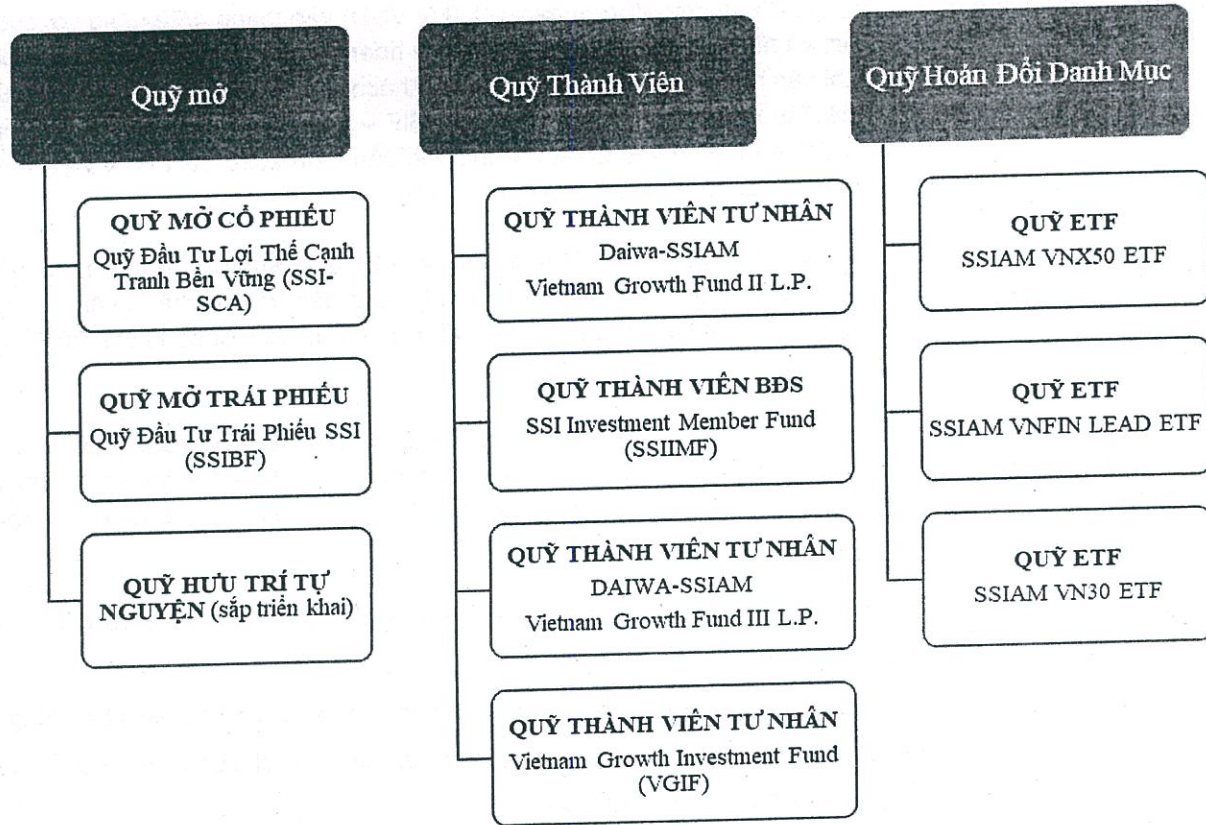 Quỹ mở
QUỸ MỞ CỔ PHIẾU
Quỹ Đầu Tư Lợi Thế Cạnh
Tranh Bền Vững (SSI-
SCA)
QUỸ MỞ TRÁI PHIẾU
Quỹ Đầu Tư Trái Phiếu SSI
(SSIBF)
QUỸ HƯU TRÍ TỰ
NGUYỆN (sắp triển khai)
Quỹ Thành Viên
QUỸ THÀNH VIÊN TƯ NHÂN
Daiwa-SSIAM
Vietnam Growth Fund II L.P.
QUỸ THÀNH VIÊN BĐS
SSI Investment Member Fund
(SSIIMF)
QUỸ THÀNH VIÊN TƯ NHÂN
DAIWA-SSIAM
Vietnam Growth Fund III L.P.
QUỸ THÀNH VIÊN TƯ NHÂN
Vietnam Growth Investment Fund
(VGIF)
Quỹ Hoán Đổi Danh Mục
QUỸ ETF
SSIAM VNX50 ETF
QUỸ ETF
SSIAM VNFIN LEAD ETF
QUỸ ETF
SSIAM VN30 ETF